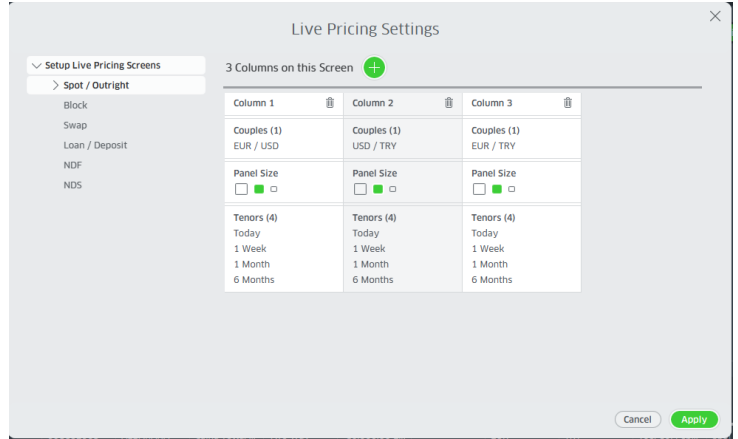 Live Pricing Settings
Setup Live Pricing Screens
Spot / Outright
Block
Swap
Loan / Deposit
NDF
NDS
3 Columns on this Screen
Column 1 Column 2 Column 3
Couples (1) Couples (1) Couples (1)
EUR / USD USD / TRY EUR / TRY
Panel Size Panel Size Panel Size
Tenors (4) Tenors (4) Tenors (4)
Today Today Today
1 Week 1 Week 1 Week
1 Month 1 Month 1 Month
6 Months 6 Months 6 Months
Cancel Apply